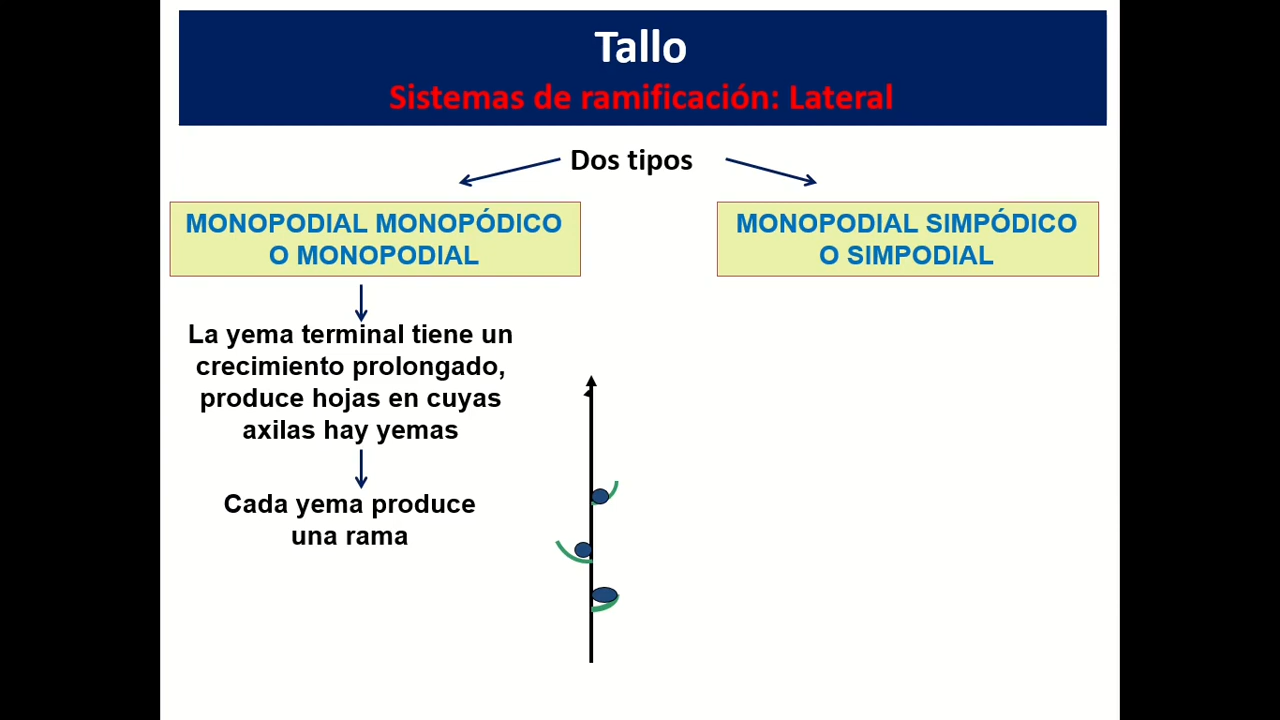 Tallo
Sistemas de ramificación: Lateral
Dos tipos
MONOPODIAL MONOPÓDICO
O MONOPODIAL
MONOPODIAL SIMPÓDICO
O SIMPODIAL
La yema terminal tiene un
crecimiento prolongado,
produce hojas en cuyas
axilas hay yemas
Cada yema produce
una rama